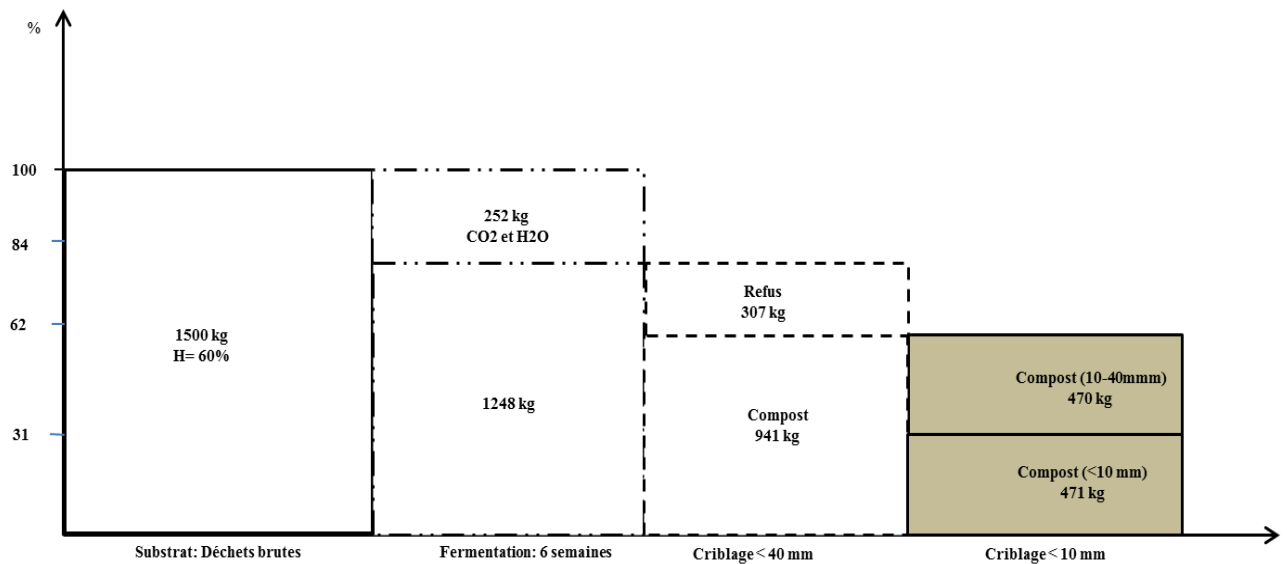 %
100
84
62
31
1500 kg
H= 60%
252 kg
CO2 et H2O
1248 kg
Refus
307 kg
Compost
941 kg
Compost (10-40mmm)
470 kg
Compost (<10 mm)
471 kg
Substrat: Déchets brutes
Fermentation: 6 semaines
Criblage < 40 mm
Criblage < 10 mm